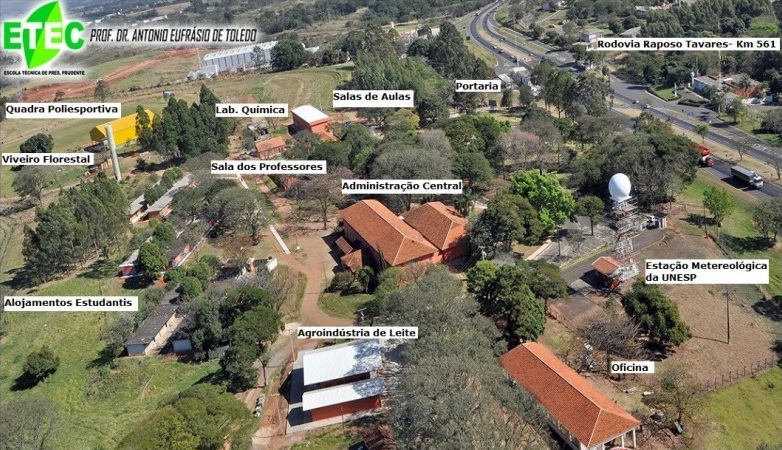 ETEC
PROF. DR. ANTONIO EUFRÁSIO DE TOLEDO
ESCOLA TÉCNICA DE PRES. PRUDENTE
Rodovia Raposo Tavares- Km 561
Portaria
Salas de Aulas
Quadra Poliesportiva
Lab. Química
Viveiro Florestal
Sala de Professores
Administração Central
Estação Metereológica
da UNESP
Alojamentos Estudantis
Agroindústria de Leite
Oficina